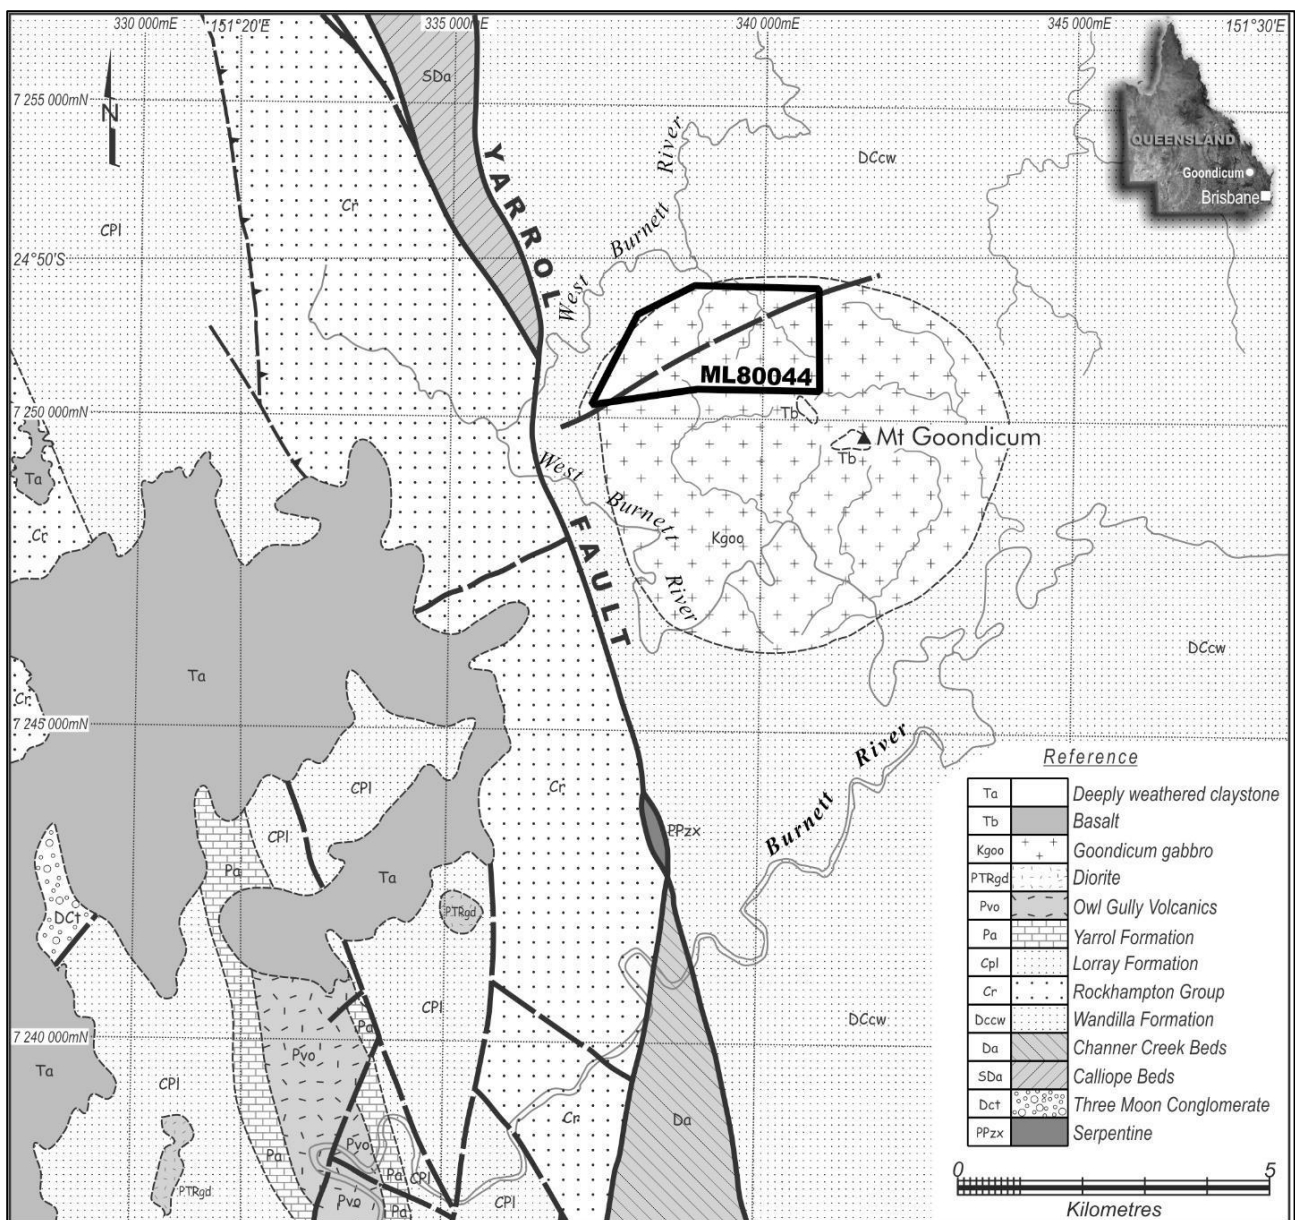 330 000mE
151°20'E
335 000mE
340 000mE
345 000mE
151°30'E
SDa
7 255 000mN
N
YARROL
River
DCcw
QUEENSLAND
Goondicum
Brisbane
Cr
CPl
Burnett
24°50'S
West
ML80044
7 250 000mN
Tb
Mt Goondicum
Tb
West
Ta
Burnett
FAULT
Cr
Kgoo
River
DCcw
Ta
Cr
7 245 000mN
River
Reference
CPl
Cr
Burnett
PPzx
Pa
CPl
Ta
PTRgd
DCt
CPl
DCcw
7 240 000mN
Pa
Pvo
Ta
CPl
Cr
Da
Pvo
Pa
Pa
CPl
PTRgd
Pvo
Pa
CPl
Ta Deeply weathered claystone
Tb Basalt
Kgoo Goondicum gabbro
PTRgd Diorite
Pvo Owl Gully Volcanics
Pa Yarrol Formation
Cpl Lorray Formation
Cr Rockhampton Group
Dccw Wandilla Formation
Da Channer Creek Beds
SDa Calliope Beds
Dct Three Moon Conglomerate
PPzx Serpentine
0 5
Kilometres